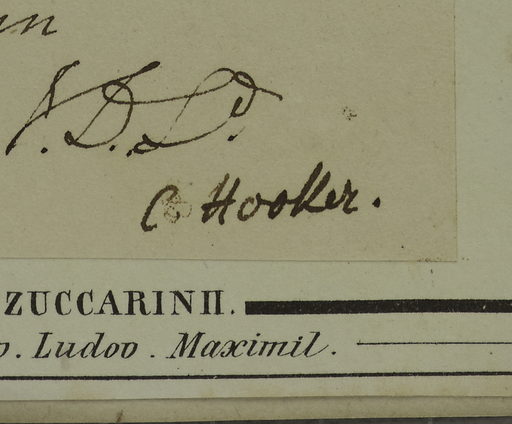 V. D. L.
C Hooker.
ZUCCARINII.
. Ludov. Maximil.